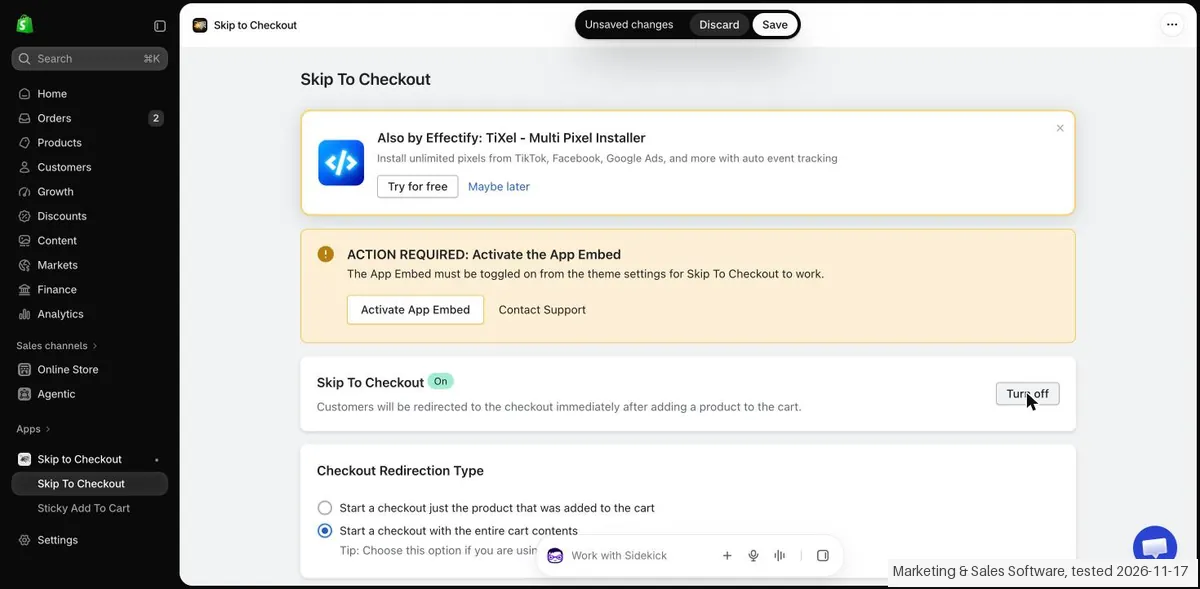 Skip to Checkout
Unsaved changes
Discard
Save
Search
⌘K
Home
Orders
2
Products
Customers
Growth
Discounts
Content
Markets
Finance
Analytics
Sales channels
Online Store
Agentic
Apps
Skip to Checkout
Skip To Checkout
Sticky Add To Cart
Settings
Skip To Checkout
Also by Effectify: TiXel - Multi Pixel Installer
Install unlimited pixels from TikTok, Facebook, Google Ads, and more with auto event tracking
Try for free
Maybe later
ACTION REQUIRED: Activate the App Embed
The App Embed must be toggled on from the theme settings for Skip To Checkout to work.
Activate App Embed
Contact Support
Skip To Checkout On
Customers will be redirected to the checkout immediately after adding a product to the cart.
Turn off
Checkout Redirection Type
Start a checkout just the product that was added to the cart
Start a checkout with the entire cart contents
Tip: Choose this option if you are
Work with Sidekick
Marketing & Sales Software, tested 2026-11-17